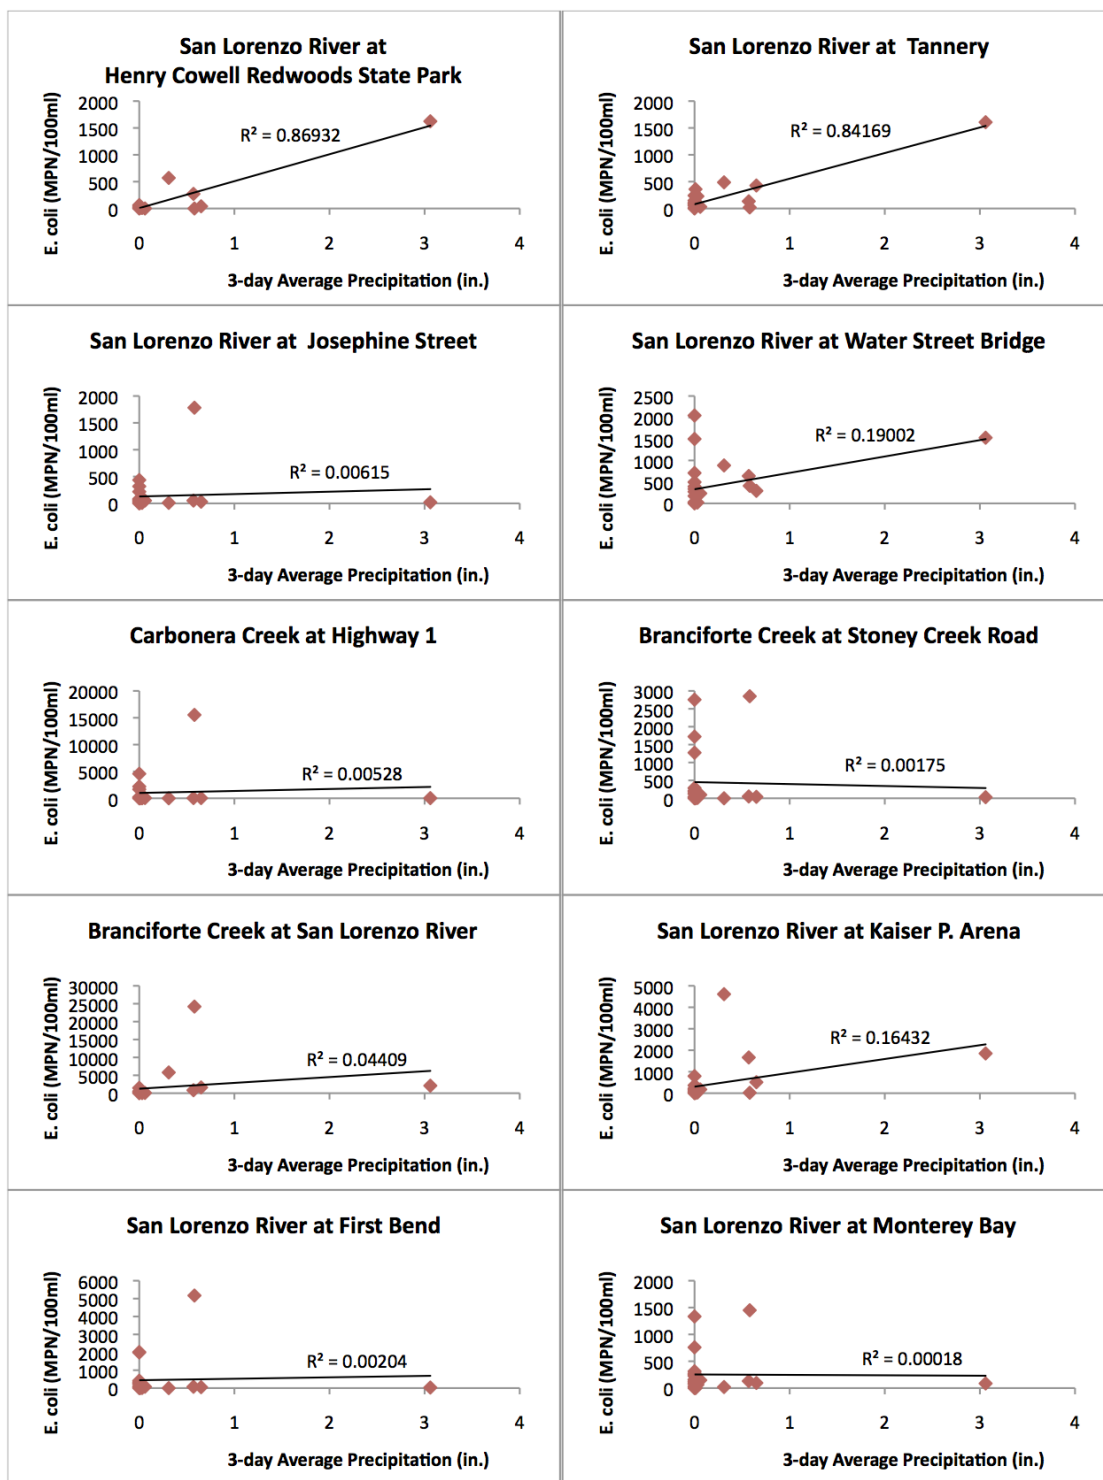 San Lorenzo River at
Henry Cowell Redwoods State Park
E. coli (MPN/100ml)
2000
1500
1000
500
0
R² = 0.86932
0 1 2 3 4
3-day Average Precipitation (in.)
San Lorenzo River at Tannery
E. coli (MPN/100ml)
2000
1500
1000
500
0
R² = 0.84169
0 1 2 3 4
3-day Average Precipitation (in.)
San Lorenzo River at Josephine Street
E. coli (MPN/100ml)
2000
1500
1000
500
0
R² = 0.00615
0 1 2 3 4
3-day Average Precipitation (in.)
San Lorenzo River at Water Street Bridge
E. coli (MPN/100ml)
2500
2000
1500
1000
500
0
R² = 0.19002
0 1 2 3 4
3-day Average Precipitation (in.)
Carbonera Creek at Highway 1
E. coli (MPN/100ml)
20000
15000
10000
5000
0
R² = 0.00528
0 1 2 3 4
3-day Average Precipitation (in.)
Branciforte Creek at Stoney Creek Road
E. coli (MPN/100ml)
3000
2500
2000
1500
1000
500
0
R² = 0.00175
0 1 2 3 4
3-day Average Precipitation (in.)
Branciforte Creek at San Lorenzo River
E. coli (MPN/100ml)
30000
25000
20000
15000
10000
5000
0
R² = 0.04409
0 1 2 3 4
3-day Average Precipitation (in.)
San Lorenzo River at Kaiser P. Arena
E. coli (MPN/100ml)
5000
4000
3000
2000
1000
0
R² = 0.16432
0 1 2 3 4
3-day Average Precipitation (in.)
San Lorenzo River at First Bend
E. coli (MPN/100ml)
6000
5000
4000
3000
2000
1000
0
R² = 0.00204
0 1 2 3 4
3-day Average Precipitation (in.)
San Lorenzo River at Monterey Bay
E. coli (MPN/100ml)
2000
1500
1000
500
0
R² = 0.00018
0 1 2 3 4
3-day Average Precipitation (in.)